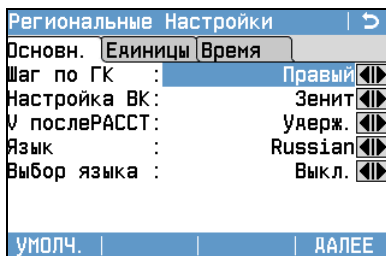 Региональные Настройки
Основн. Единицы Время
Шаг по ГК : Правый
Настройка ВК: Зенит
V послеРАССТ: Удерж.
Язык : Russian
Выбор языка : Выкл.
УМОЛЧ. ДАЛЕЕ